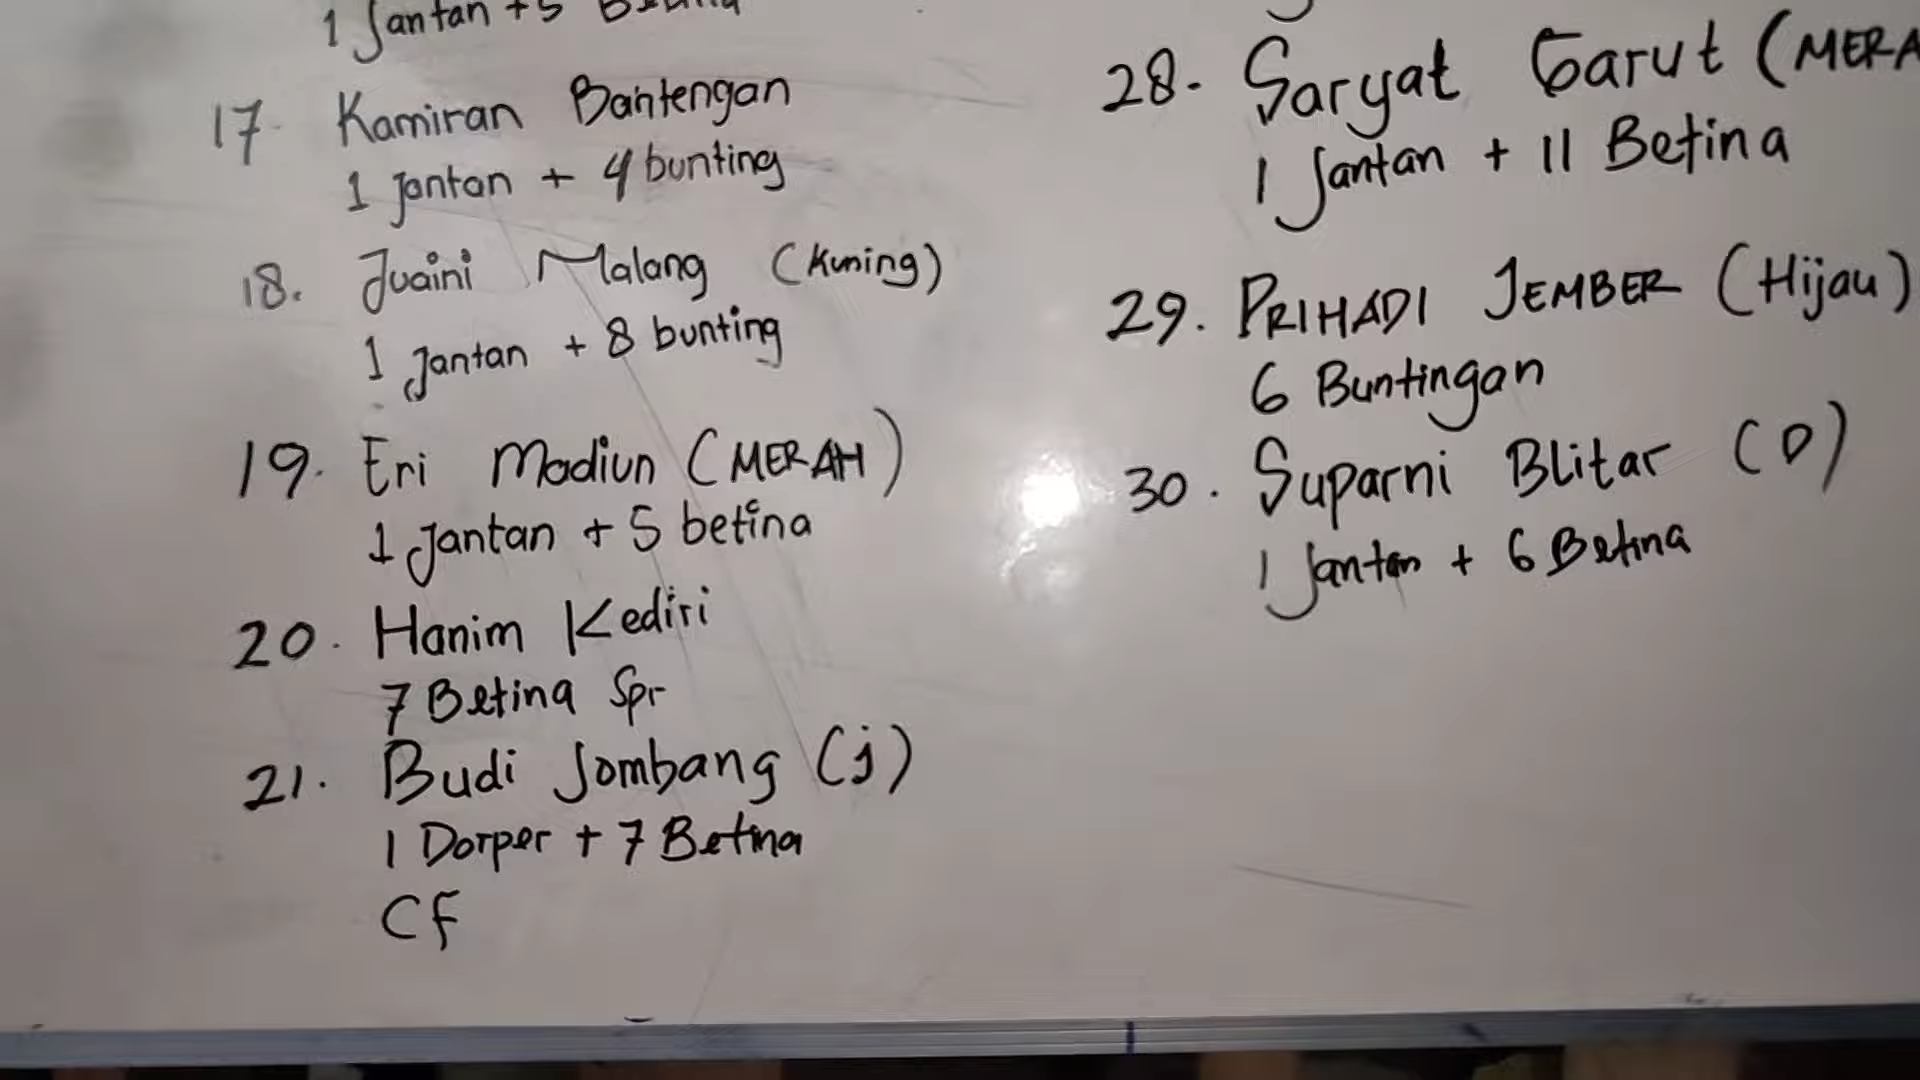 1 Jantan + 5
17. Kamiran Bantengan
1 Jantan + 4 bunting
18. Juaini Malang (Kuning)
1 Jantan + 8 bunting
19. Eri Madiun (MERAH)
1 Jantan + 5 betina
20. Hanim Kediri
7 Betina Spr
21. Budi Jombang (j)
1 Dorper + 7 Betina
CF
28. Saryat Garut (MERA
1 Jantan + 11 Betina
29. PRIHADI JEMBER (Hijau)
6 Buntingan
30. Suparni Blitar (D)
1 Jantan + 6 Betina